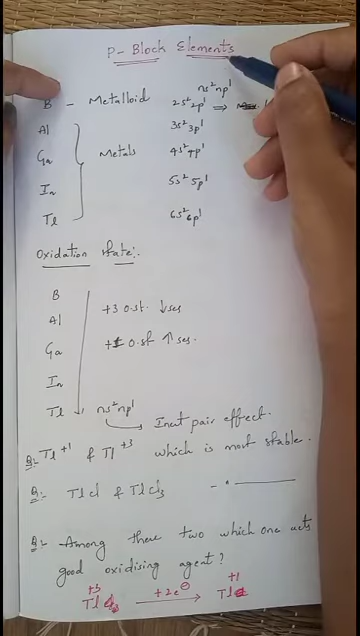 P-Block Elements
ns²np¹
B - Metalloid 2s²2p¹ ⇒
Al 3s²3p¹
Ga Metals 4s²4p¹
In 5s²5p¹
Tl 6s²6p¹
Oxidation state:-
B
Al +3 o.st. ↓ses
Ga +1 o.st ↑ses.
In
Tl ns²np¹
Inert pair effect.
Q:- Tl⁺¹ & Tl⁺³ which is most stable.
Q:- TlCl & TlCl₃ - " ———
Q:- Among these two which one acts
good oxidising agent?
+3 +2e⊖ +1
Tl → Tl